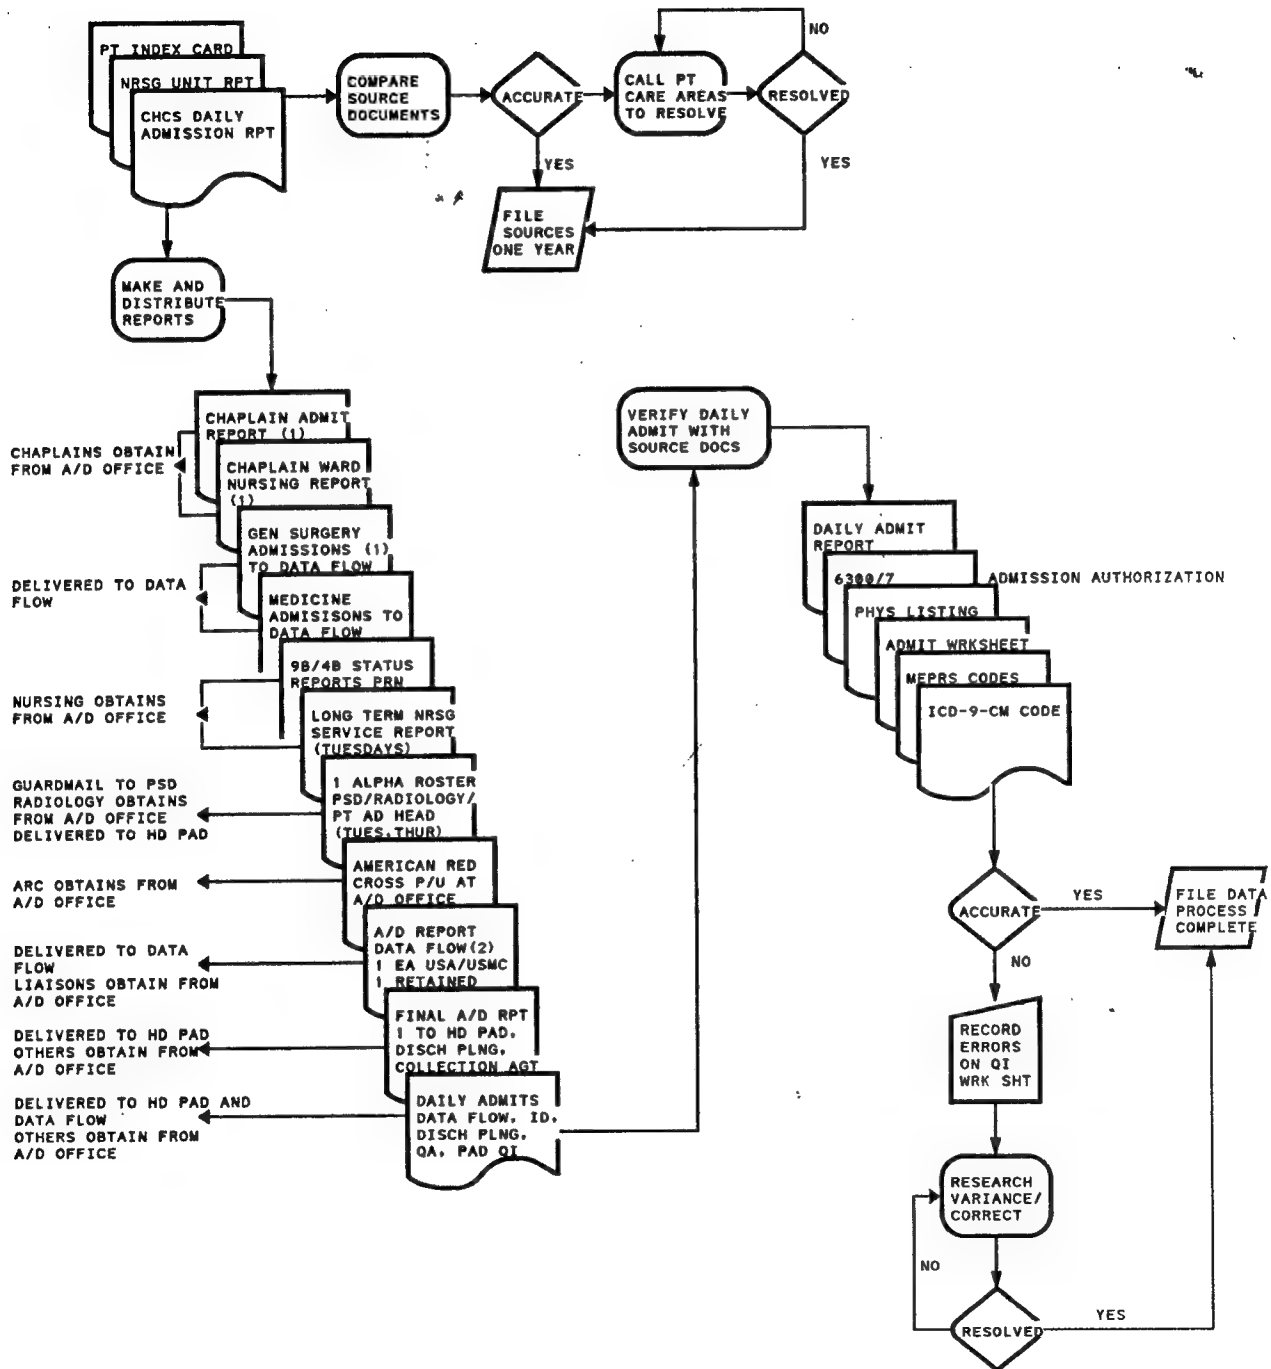 PT INDEX CARD
NRSG UNIT RPT
CHCS DAILY
ADMISSION RPT
COMPARE
SOURCE
DOCUMENTS
ACCURATE
YES
CALL PT
CARE AREAS
TO RESOLVE
RESOLVED
NO
YES
FILE
SOURCES
ONE YEAR
MAKE AND
DISTRIBUTE
REPORTS
CHAPLAIN ADMIT
REPORT (1)
CHAPLAIN WARD
NURSING REPORT
(1)
GEN SURGERY
ADMISSIONS (1)
TO DATA FLOW
MEDICINE
ADMISISONS TO
DATA FLOW
9B/4B STATUS
REPORTS PRN
LONG TERM NRSG
SERVICE REPORT
(TUESDAYS)
1 ALPHA ROSTER
PSD/RADIOLOGY/
PT AD HEAD
(TUES.THUR)
AMERICAN RED
CROSS P/U AT
A/D OFFICE
A/D REPORT
DATA FLOW(2)
1 EA USA/USMC
1 RETAINED
FINAL A/D RPT
1 TO HD PAD.
DISCH PLNG.
COLLECTION AGT
DAILY ADMITS
DATA FLOW. ID.
DISCH PLNG.
QA. PAD QI
CHAPLAINS OBTAIN
FROM A/D OFFICE
DELIVERED TO DATA
FLOW
NURSING OBTAINS
FROM A/D OFFICE
GUARDMAIL TO PSD
RADIOLOGY OBTAINS
FROM A/D OFFICE
DELIVERED TO HD PAD
ARC OBTAINS FROM
A/D OFFICE
DELIVERED TO DATA
FLOW
LIAISONS OBTAIN FROM
A/D OFFICE
DELIVERED TO HD PAD
OTHERS OBTAIN FROM
A/D OFFICE
DELIVERED TO HD PAD AND
DATA FLOW
OTHERS OBTAIN FROM
A/D OFFICE
VERIFY DAILY
ADMIT WITH
SOURCE DOCS
DAILY ADMIT
REPORT
6300/7
ADMISSION AUTHORIZATION
PHYS LISTING
ADMIT WRKSHEET
MEPRS CODES
ICD-9-CM CODE
ACCURATE
YES
FILE DATA
PROCESS
COMPLETE
NO
RECORD
ERRORS
ON QI
WRK SHT
RESEARCH
VARIANCE/
CORRECT
NO
RESOLVED
YES